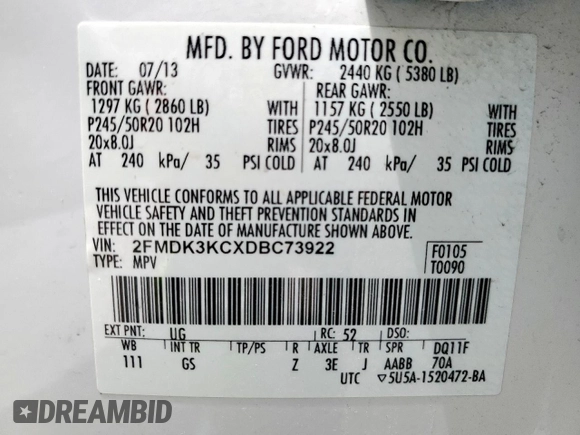 MFD. BY FORD MOTOR CO.
DATE: 07/13 GVWR: 2440 KG ( 5380 LB)
FRONT GAWR: REAR GAWR:
1297 KG ( 2860 LB) WITH 1157 KG ( 2550 LB) WITH
P245/50R20 102H TIRES P245/50R20 102H TIRES
20x8.0J RIMS 20x8.0J RIMS
AT 240 kPa/ 35 PSI COLD AT 240 kPa/ 35 PSI COLD
THIS VEHICLE CONFORMS TO ALL APPLICABLE FEDERAL MOTOR
VEHICLE SAFETY AND THEFT PREVENTION STANDARDS IN
EFFECT ON THE DATE OF MANUFACTURE SHOWN ABOVE.
VIN: 2FMDK3KCXDBC73922 F0105
TYPE: MPV T0090
EXT PNT: UG RC: 52 DSO:
WB INT TR TP/PS R AXLE TR SPR DQ11F
111 GS Z 3E J AABB 70A
UTC ▽5U5A-1520472-BA
DREAMBID